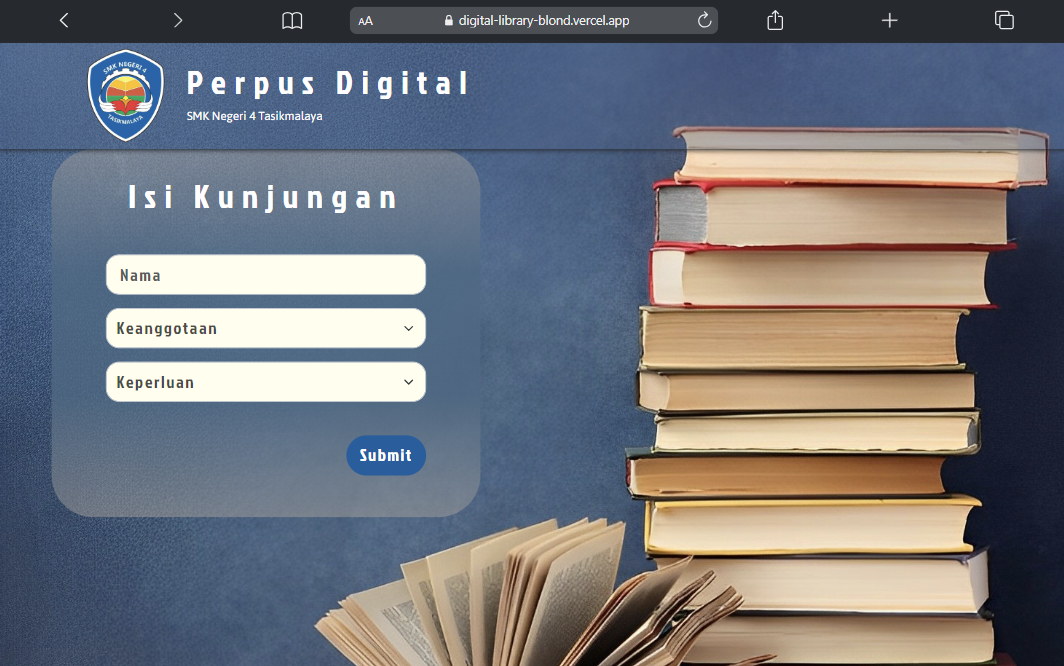 AA
digital-library-blond.vercel.app
SMK NEGERI 4
TASIKMALAYA
Perpus Digital
SMK Negeri 4 Tasikmalaya
Isi Kunjungan
Nama
Keanggotaan
Keperluan
Submit